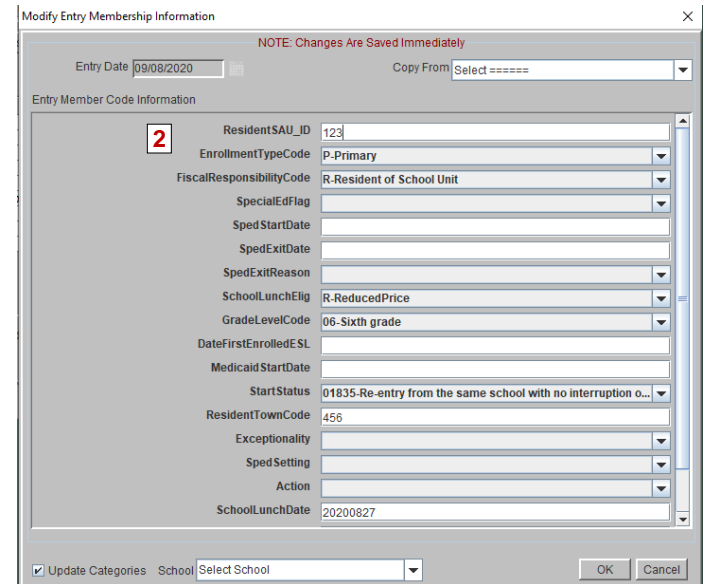 Modify Entry Membership Information
NOTE: Changes Are Saved Immediately
Entry Date 09/08/2020 Copy From Select ======
Entry Member Code Information
2
ResidentSAU_ID 123
EnrollmentTypeCode P-Primary
FiscalResponsibilityCode R-Resident of School Unit
SpecialEdFlag
SpedStartDate
SpedExitDate
SpedExitReason
SchoolLunchElig R-ReducedPrice
GradeLevelCode 06-Sixth grade
DateFirstEnrolledESL
MedicaidStartDate
StartStatus 01835-Re-entry from the same school with no interruption o...
ResidentTownCode 456
Exceptionality
SpedSetting
Action
SchoolLunchDate 20200827
Update Categories School Select School OK Cancel